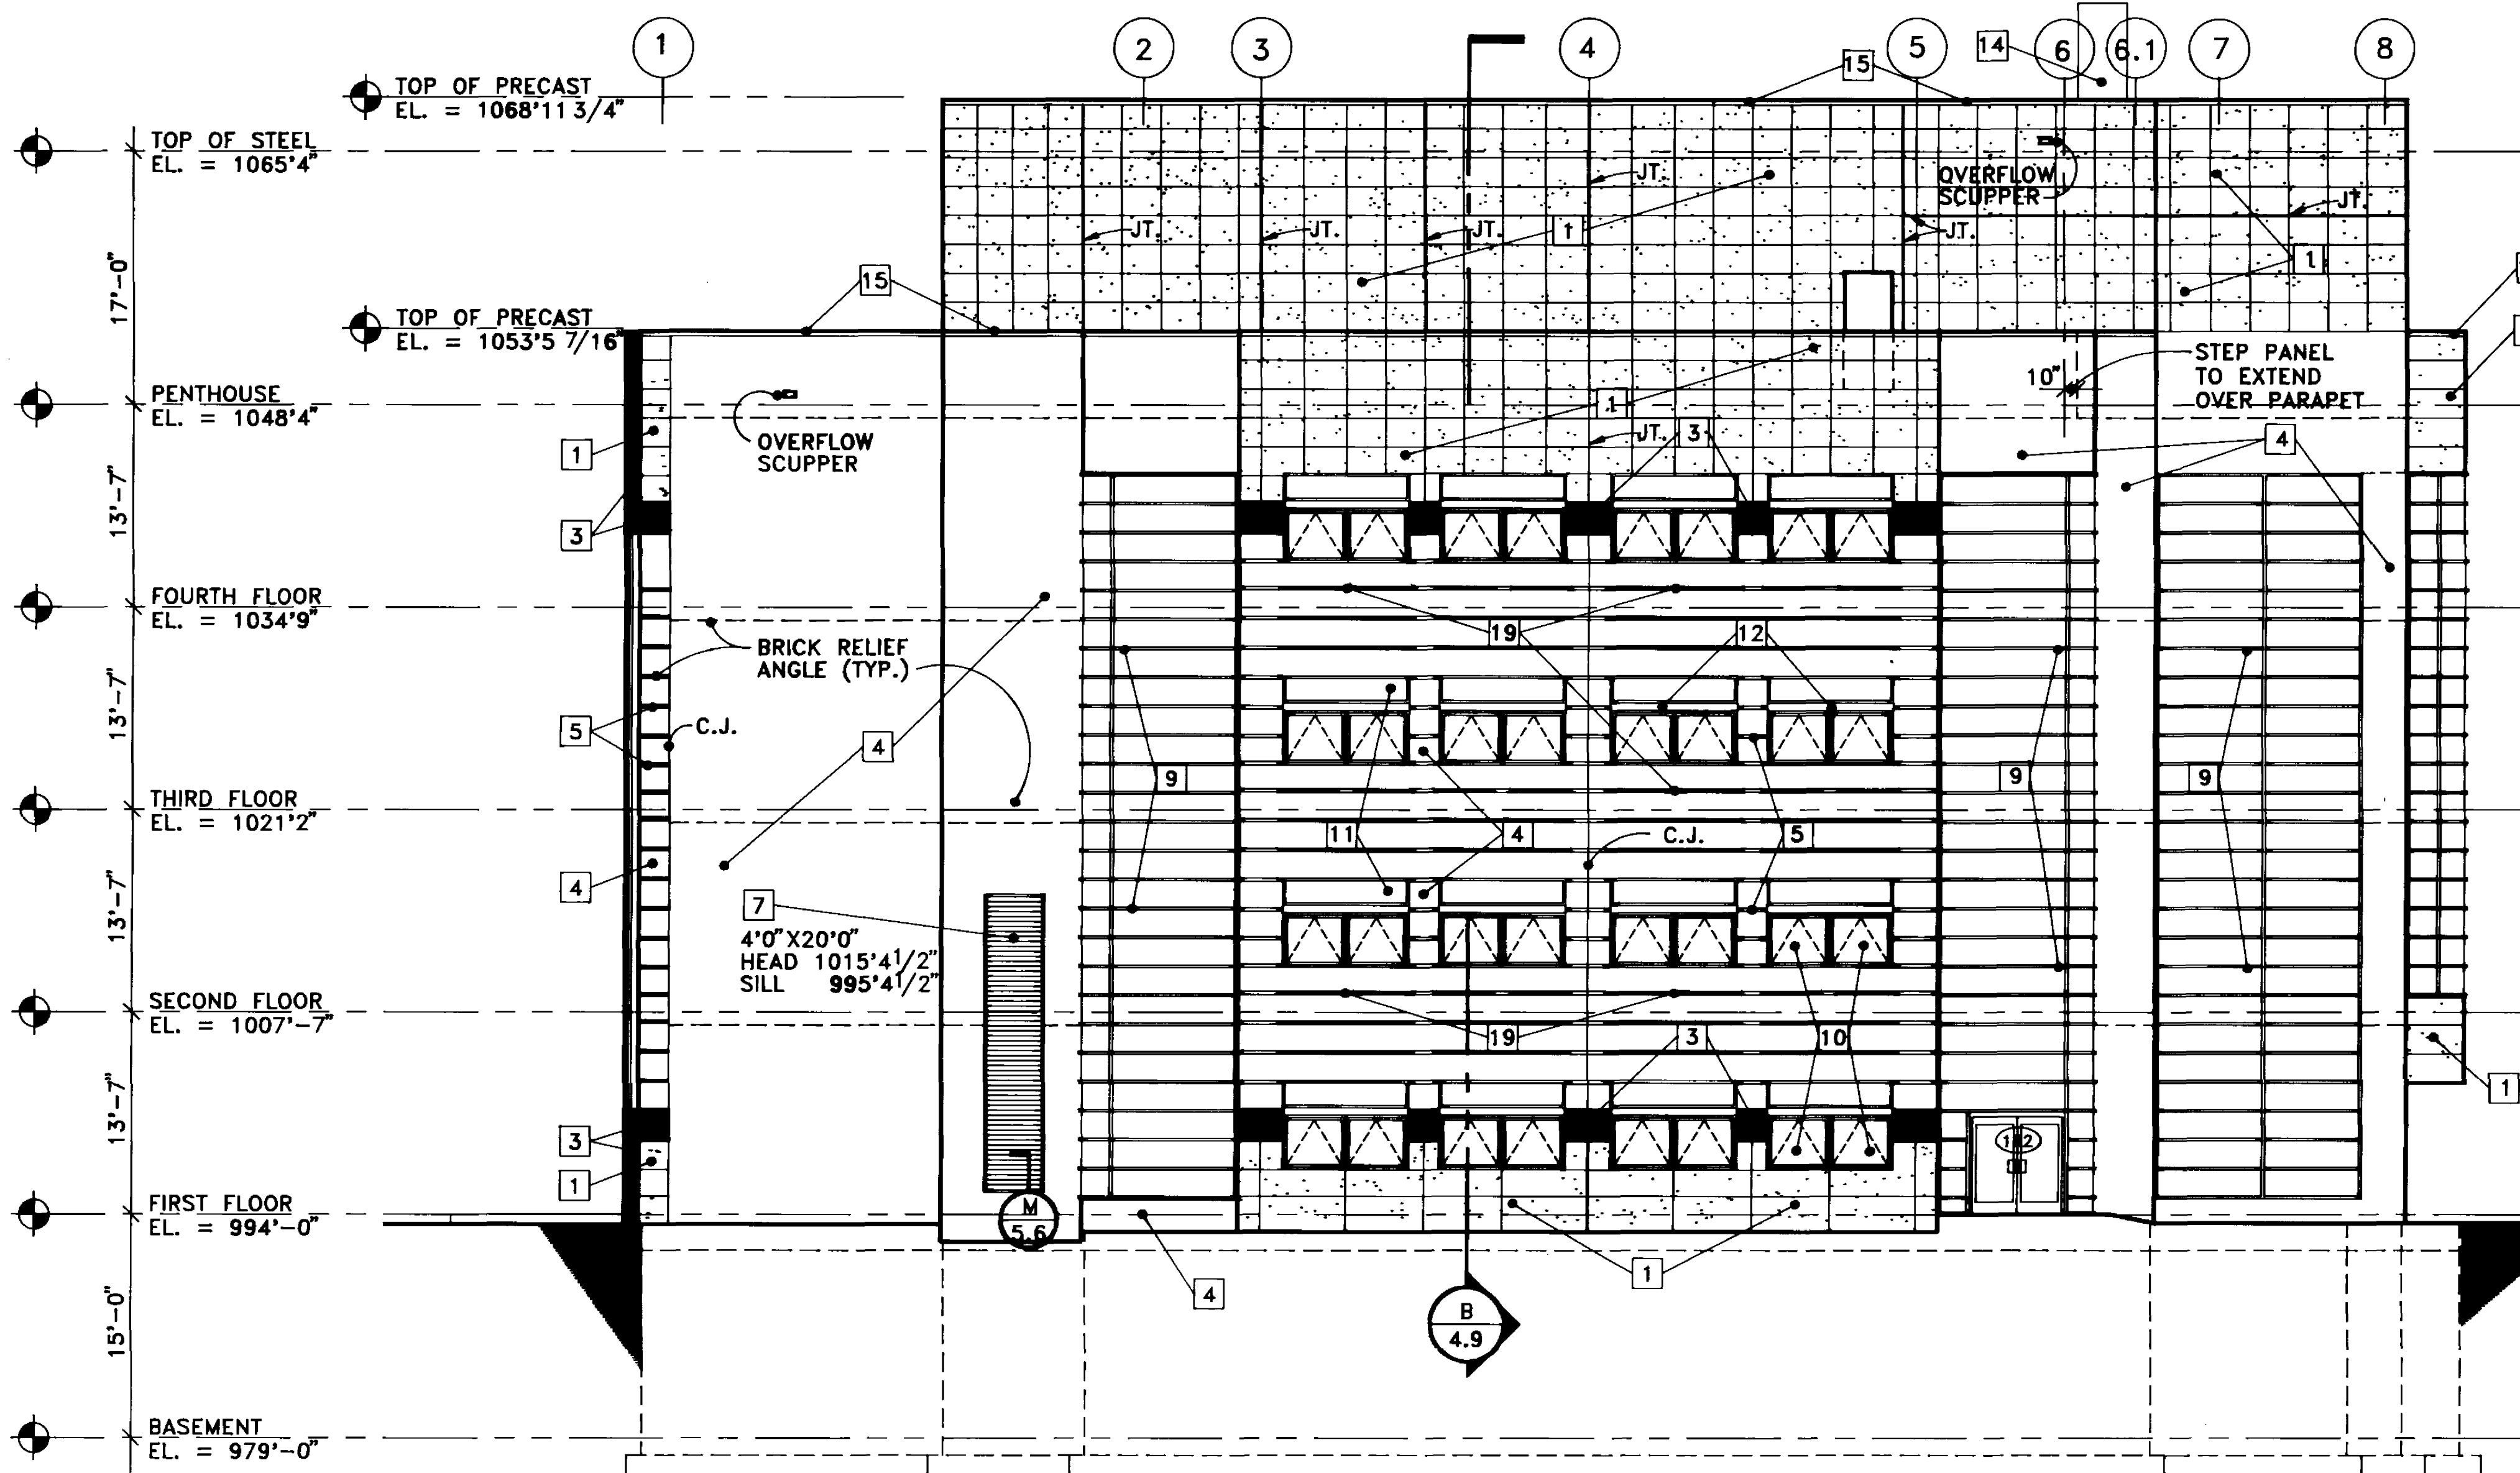 1
2
3
4
5
6
6.1
7
8
14
15
TOP OF PRECAST
EL. = 1068'11 3/4"
TOP OF STEEL
EL. = 1065'4"
JT.
OVERFLOW
SCUPPER
JT.
JT.
JT.
JT.
JT.
1
1
17'-0"
15
TOP OF PRECAST
EL. = 1053'5 7/16"
STEP PANEL
TO EXTEND
OVER PARAPET
10"
PENTHOUSE
EL. = 1048'4"
1
OVERFLOW
SCUPPER
1
JT.
3
4
13'-7"
3
FOURTH FLOOR
EL. = 1034'9"
BRICK RELIEF
ANGLE (TYP.)
19
12
13'-7"
5
C.J.
4
9
9
9
THIRD FLOOR
EL. = 1021'2"
11
4
C.J.
5
4
13'-7"
7
4'0"X20'0"
HEAD 1015'4 1/2"
SILL 995'4 1/2"
SECOND FLOOR
EL. = 1007'-7"
19
3
10
1
13'-7"
3
1
FIRST FLOOR
EL. = 994'-0"
M
5.6
4
1
B
4.9
15'-0"
BASEMENT
EL. = 979'-0"